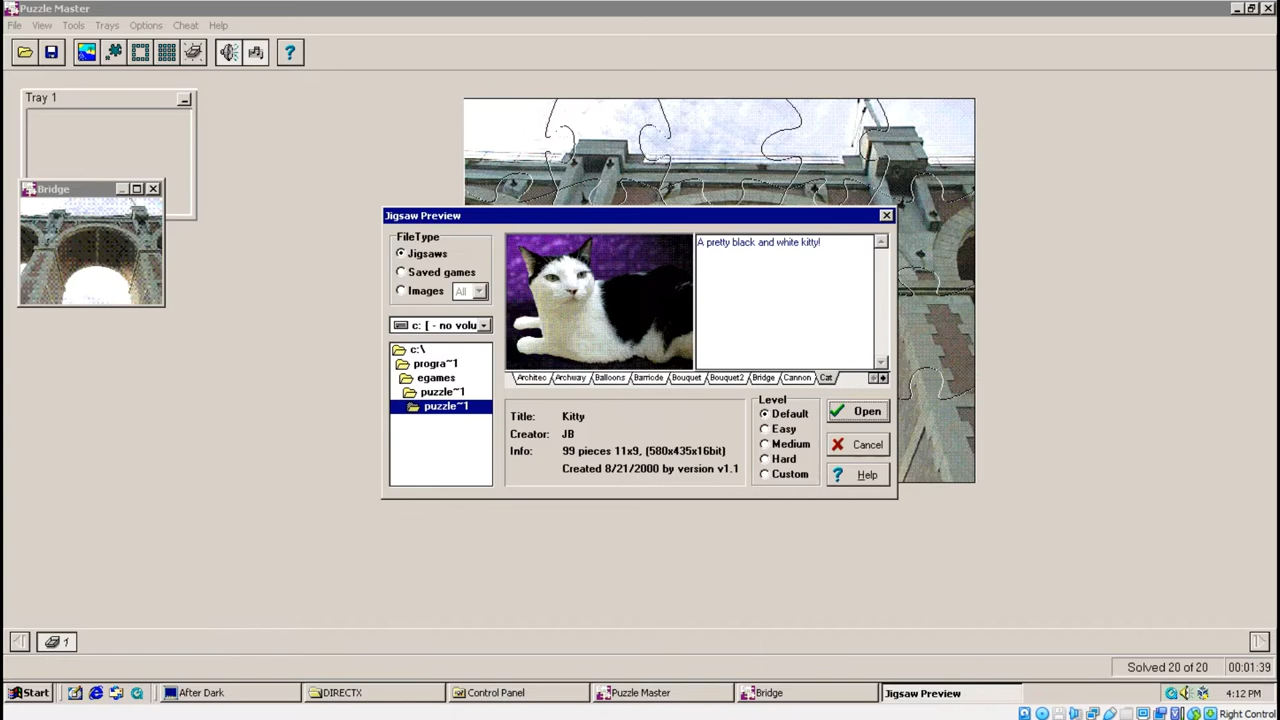 Puzzle Master
File View Tools Trays Options Cheat Help
Tray 1
Bridge
Jigsaw Preview
FileType
Jigsaws
Saved games
Images All
c: [ - no volu
c:\
progra~1
egames
puzzle~1
puzzle~1
A pretty black and white kitty!
Architec Archway Balloons Barricde Bouquet Bouquet2 Bridge Cannon Cat
Title: Kitty
Creator: JB
Info: 99 pieces 11x9, (580x435x16bit)
Created 8/21/2000 by version v1.1
Level
Default
Easy
Medium
Hard
Custom
Open
Cancel
Help
1
Solved 20 of 20 00:01:39
Start After Dark DIRECTX Control Panel Puzzle Master Bridge Jigsaw Preview 4:12 PM
Right Control